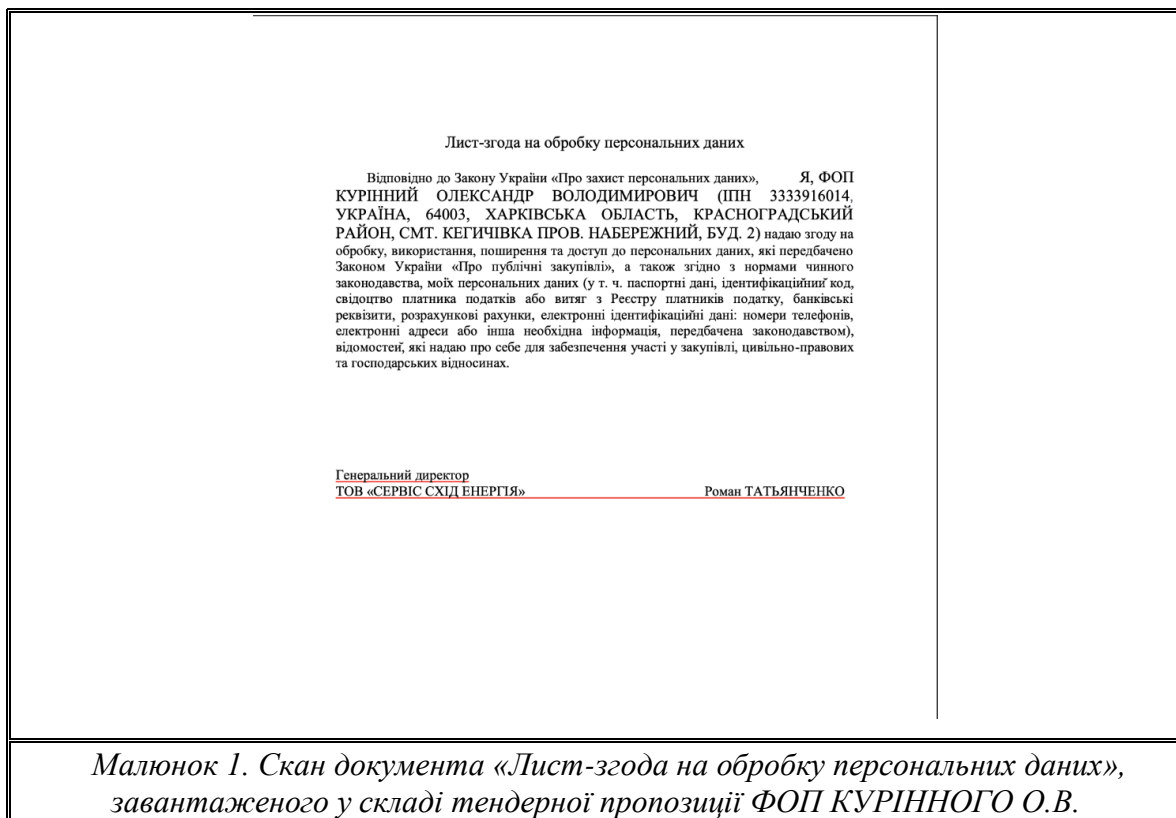 Лист-згода на обробку персональних даних
Відповідно до Закону України «Про захист персональних даних», Я, ФОП
КУРІННИЙ ОЛЕКСАНДР ВОЛОДИМИРОВИЧ (ІПН 3333916014,
УКРАЇНА, 64003, ХАРКІВСЬКА ОБЛАСТЬ, КРАСНОГРАДСЬКИЙ
РАЙОН, СМТ. КЕГИЧІВКА ПРОВ. НАБЕРЕЖНИЙ, БУД. 2) надаю згоду на
обробку, використання, поширення та доступ до персональних даних, які передбачено
Законом України «Про публічні закупівлі», а також згідно з нормами чинного
законодавства, моїх персональних даних (у т. ч. паспортні дані, ідентифікаційний код,
свідоцтво платника податків або витяг з Реєстру платників податку, банківські
реквізити, розрахункові рахунки, електронні ідентифікаційні дані: номери телефонів,
електронні адреси або інша необхідна інформація, передбачена законодавством),
відомостей, які надаю про себе для забезпечення участі у закупівлі, цивільно-правових
та господарських відносинах.
Генеральний директор
ТОВ «СЕРВІС СХІД ЕНЕРГІЯ» Роман ТАТЬЯНЧЕНКО
Малюнок 1. Скан документа «Лист-згода на обробку персональних даних»,
завантаженого у складі тендерної пропозиції ФОП КУРІННОГО О.В.